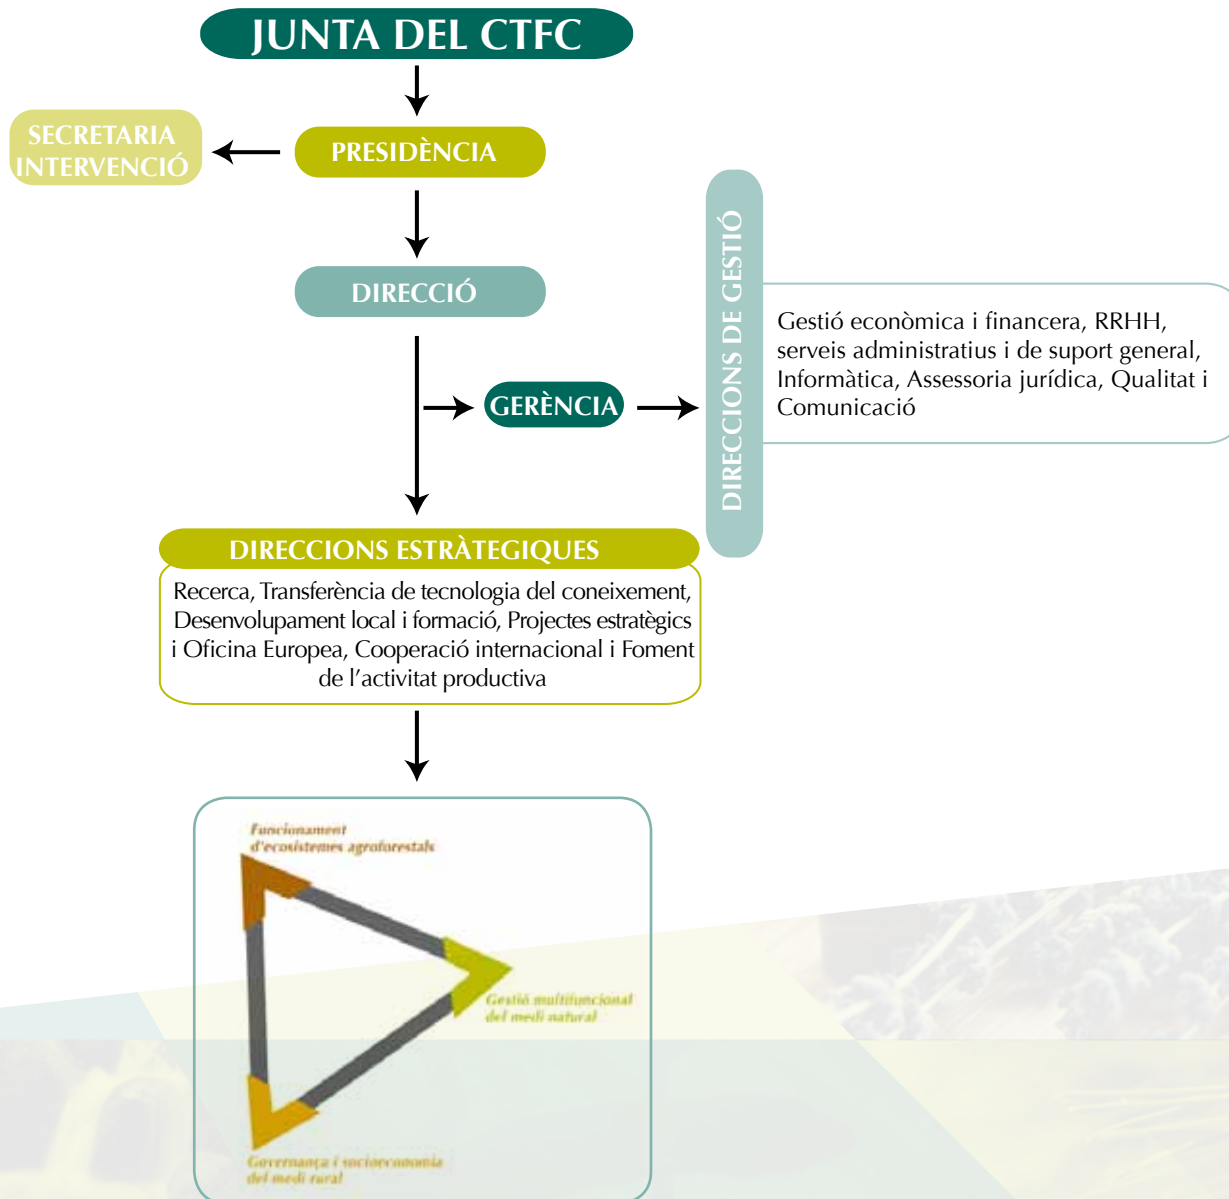 JUNTA DEL CTFC
SECRETARIA
INTERVENCIÓ
PRESIDÈNCIA
DIRECCIÓ
GERÈNCIA
DIRECCIONS DE GESTIÓ
Gestió econòmica i financera, RRHH,
serveis administratius i de suport general,
Informàtica, Assessoria jurídica, Qualitat i
Comunicació
DIRECCIONS ESTRÀTEGIQUES
Recerca, Transferència de tecnologia del coneixement,
Desenvolupament local i formació, Projectes estratègics
i Oficina Europea, Cooperació internacional i Foment
de l’activitat productiva
Funcionament
d'ecosistemes agroforestals
Gestió multifuncional
del medi natural
Governança i socioeconomia
del medi rural